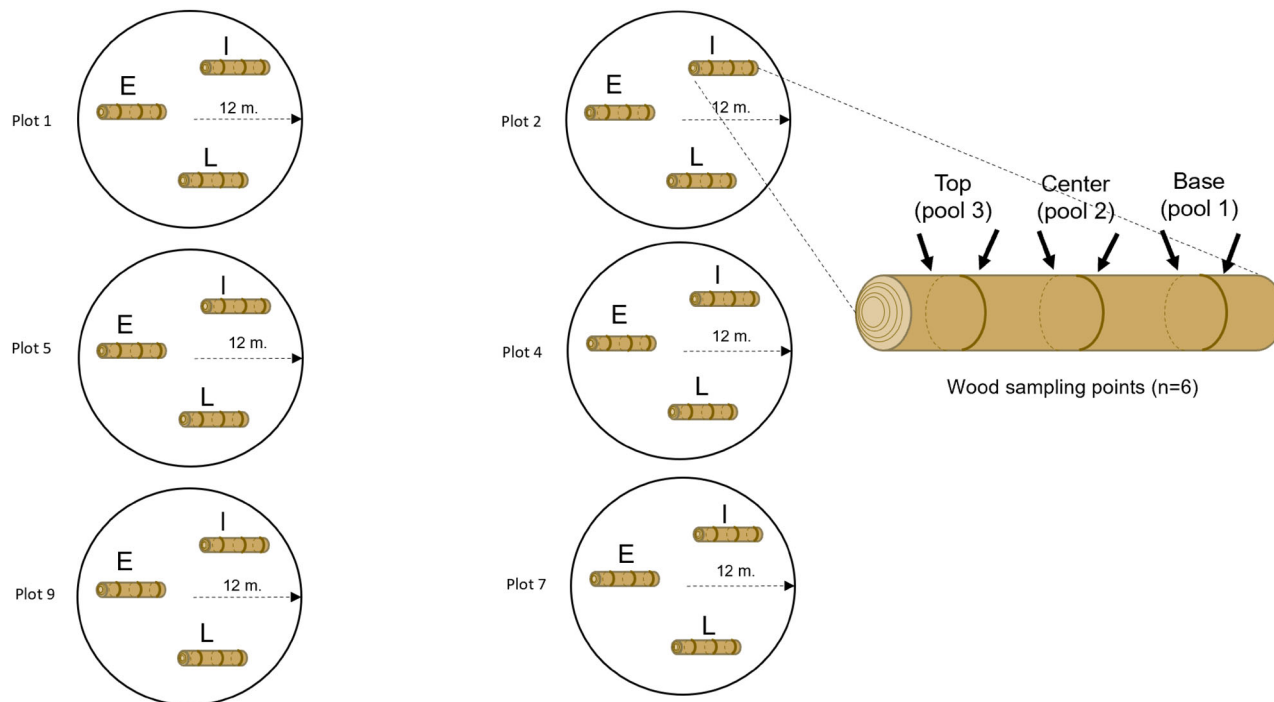 Plot 1
E
I
12 m.
L
Plot 2
E
I
12 m.
L
Top
(pool 3)
Center
(pool 2)
Base
(pool 1)
Wood sampling points (n=6)
Plot 5
E
I
12 m.
L
Plot 4
E
I
12 m.
L
Plot 9
E
I
12 m.
L
Plot 7
E
I
12 m.
L